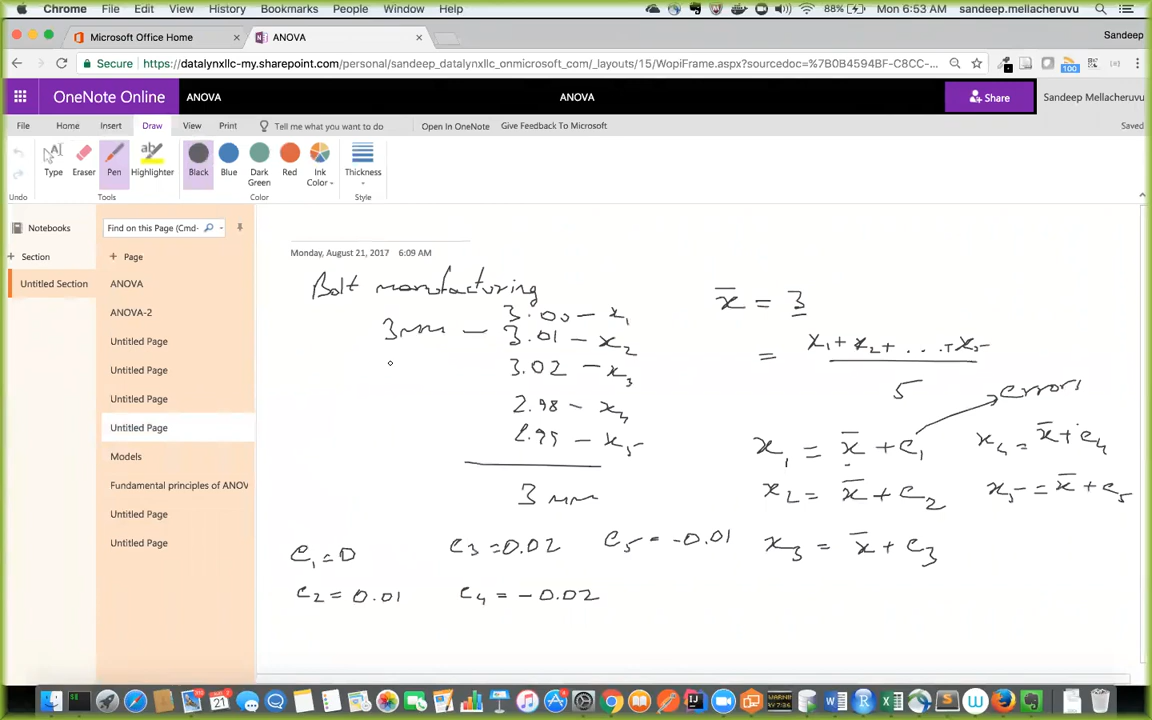 Chrome File Edit View History Bookmarks People Window Help 88% Mon 6:53 AM sandeep.mellacheruvu
Microsoft Office Home × ANOVA × Sandeep
Secure https://datalynxllc-my.sharepoint.com/personal/sandeep_datalynxllc_onmicrosoft_com/_layouts/15/WopiFrame.aspx?sourcedoc=%7B0B4594BF-C8CC-... 100
OneNote Online ANOVA ANOVA Share Sandeep Mellacheruvu
File Home Insert Draw View Print Tell me what you want to do Open In OneNote Give Feedback To Microsoft Saved
Type Eraser Pen Highlighter Black Blue Dark Green Red Ink Color Thickness
Undo Tools Color Style
Notebooks Find on this Page (Cmd-
+ Section + Page
Untitled Section ANOVA
ANOVA-2
Untitled Page
Untitled Page
Untitled Page
Untitled Page
Models
Fundamental principles of ANOV
Untitled Page
Untitled Page
Monday, August 21, 2017 6:09 AM
Bolt manufacturing
3mm — 3.00 — x₁
3.01 — x₂
3.02 — x₃
2.98 — x₄
2.99 — x₅
3 mm
x̄ = 3
= x₁ + x₂ + .... + x₅
5
errors
x₁ = x̄ + e₁ x₄ = x̄ + e₄
x₂ = x̄ + e₂ x₅ = x̄ + e₅
x₃ = x̄ + e₃
e₁ = 0 e₃ = 0.02 e₅ = -0.01
e₂ = 0.01 e₄ = -0.02